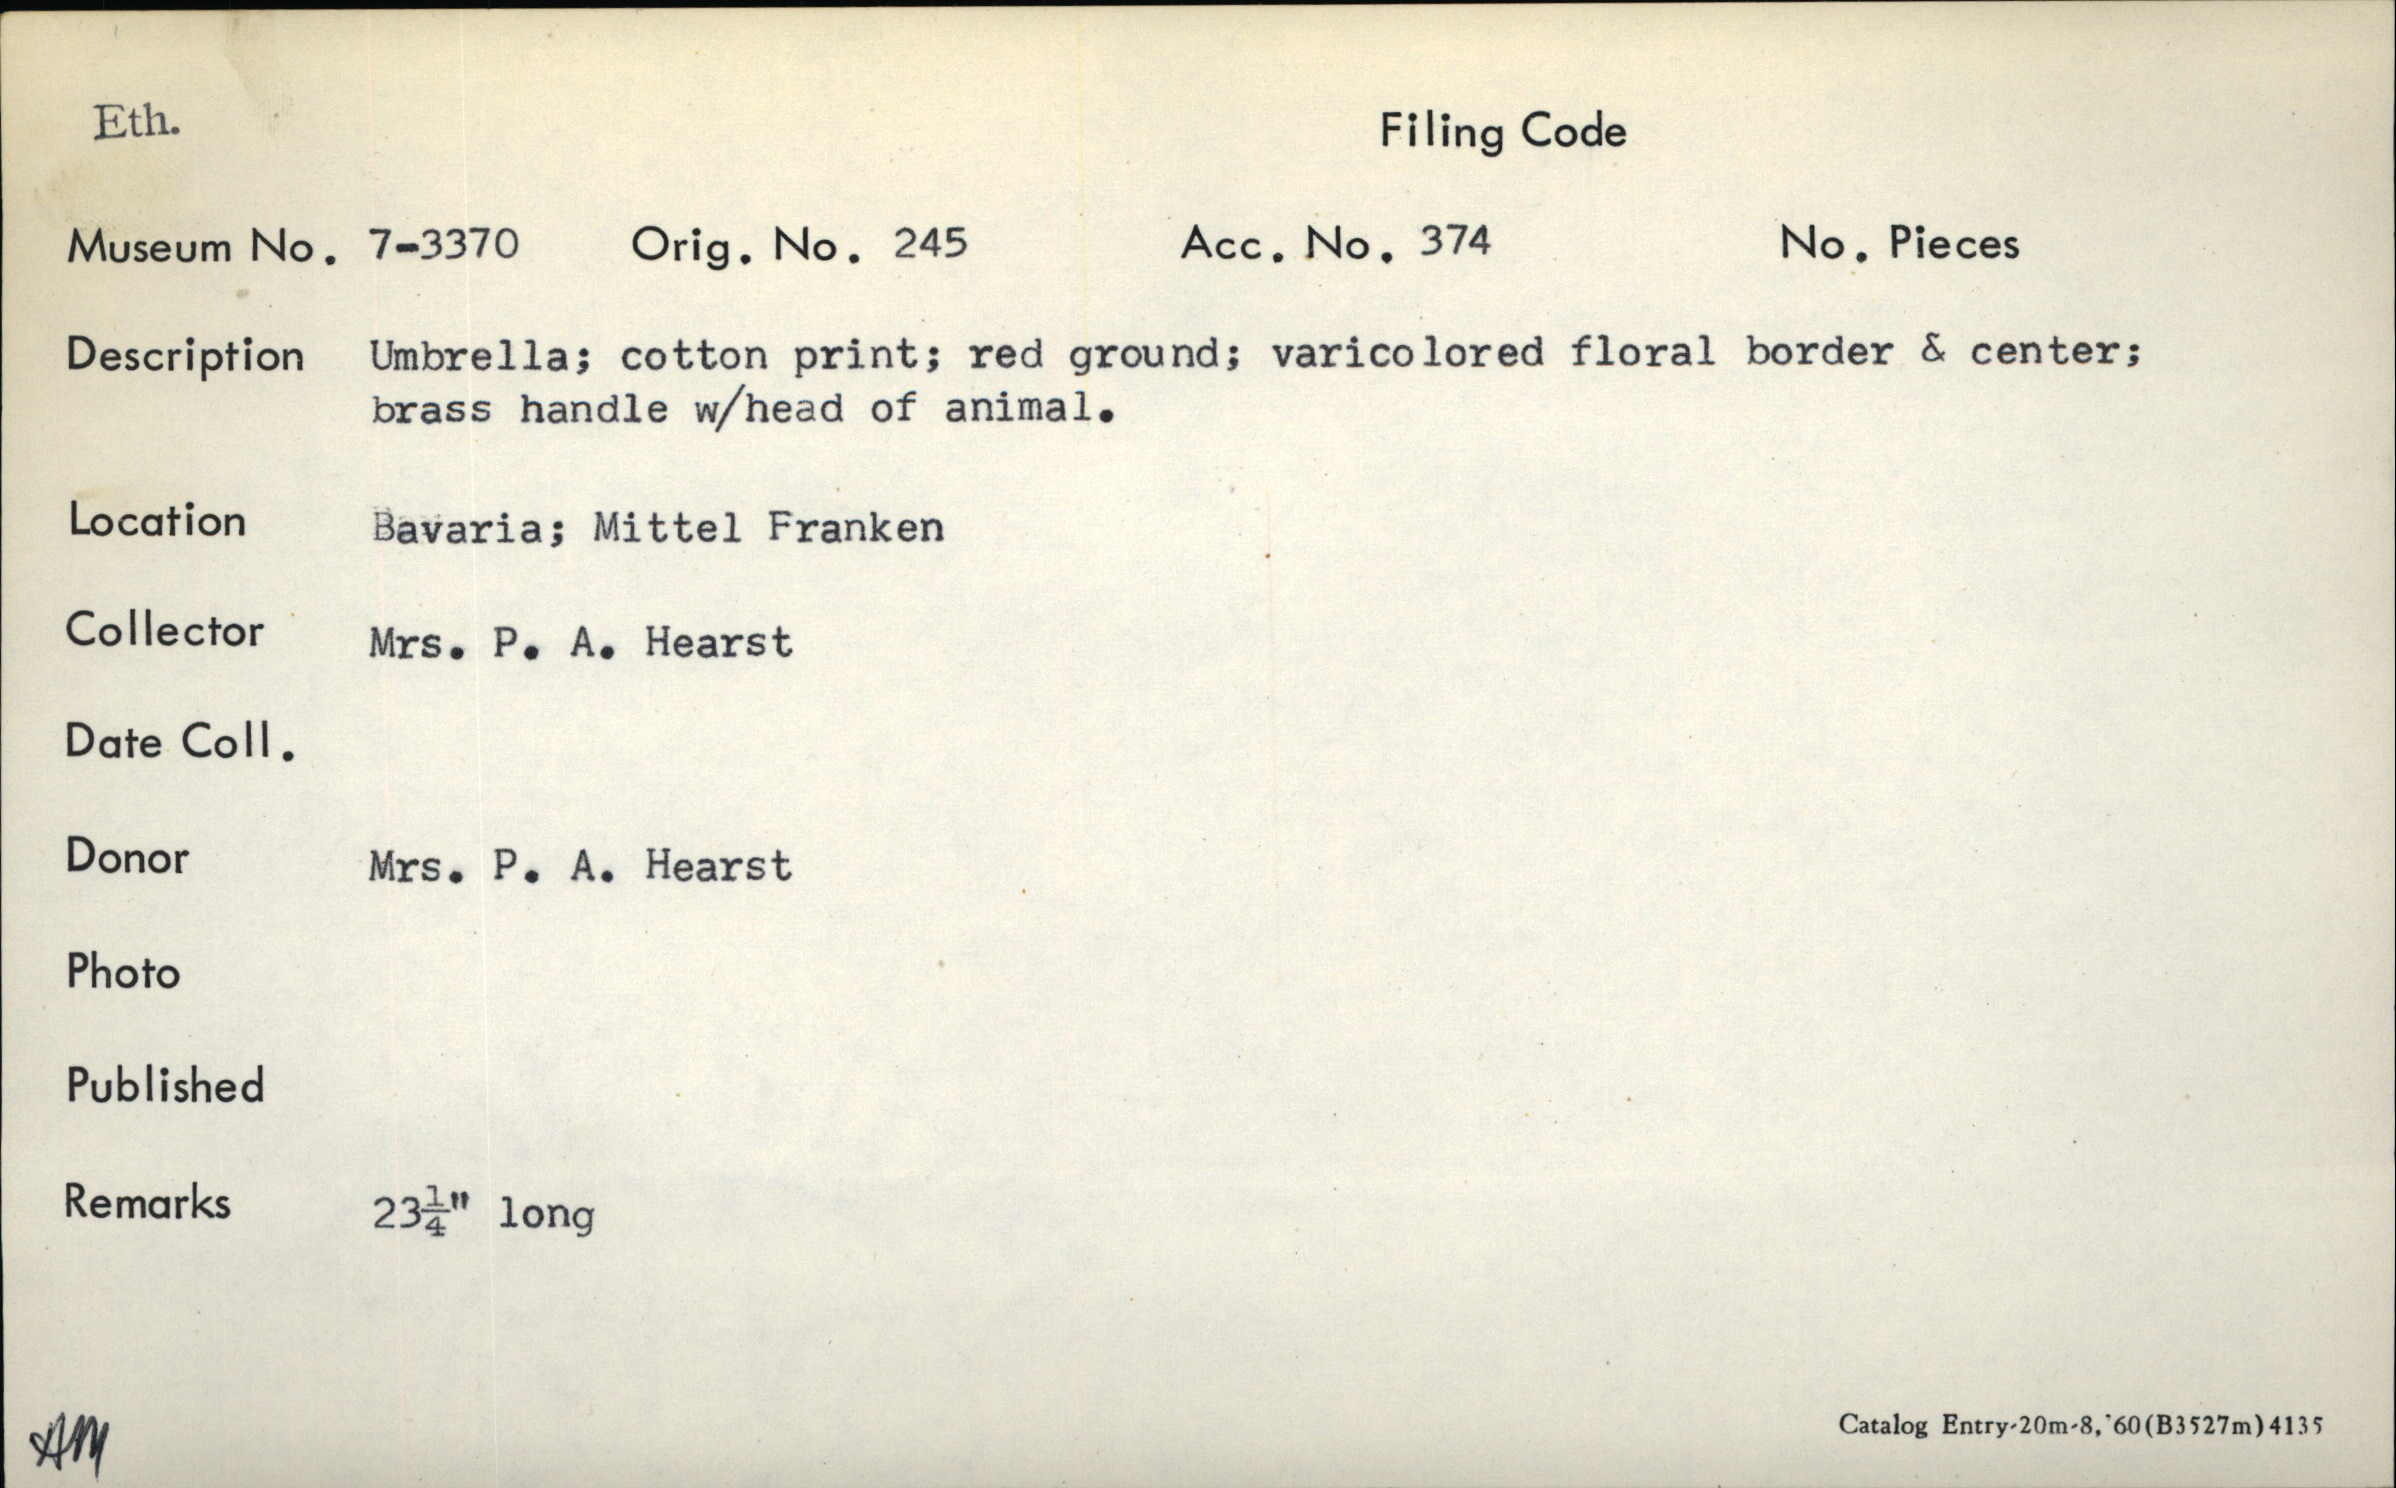 Eth.
Filing Code
Museum No. 7-3370 Orig. No. 245 Acc. No. 374 No. Pieces
Description Umbrella; cotton print; red ground; varicolored floral border & center;
brass handle w/head of animal.
Location Bavaria; Mittel Franken
Collector Mrs. P. A. Hearst
Date Coll.
Donor Mrs. P. A. Hearst
Photo
Published
Remarks 23¼" long
AM
Catalog Entry-20m-8,'60(B3527m)4135